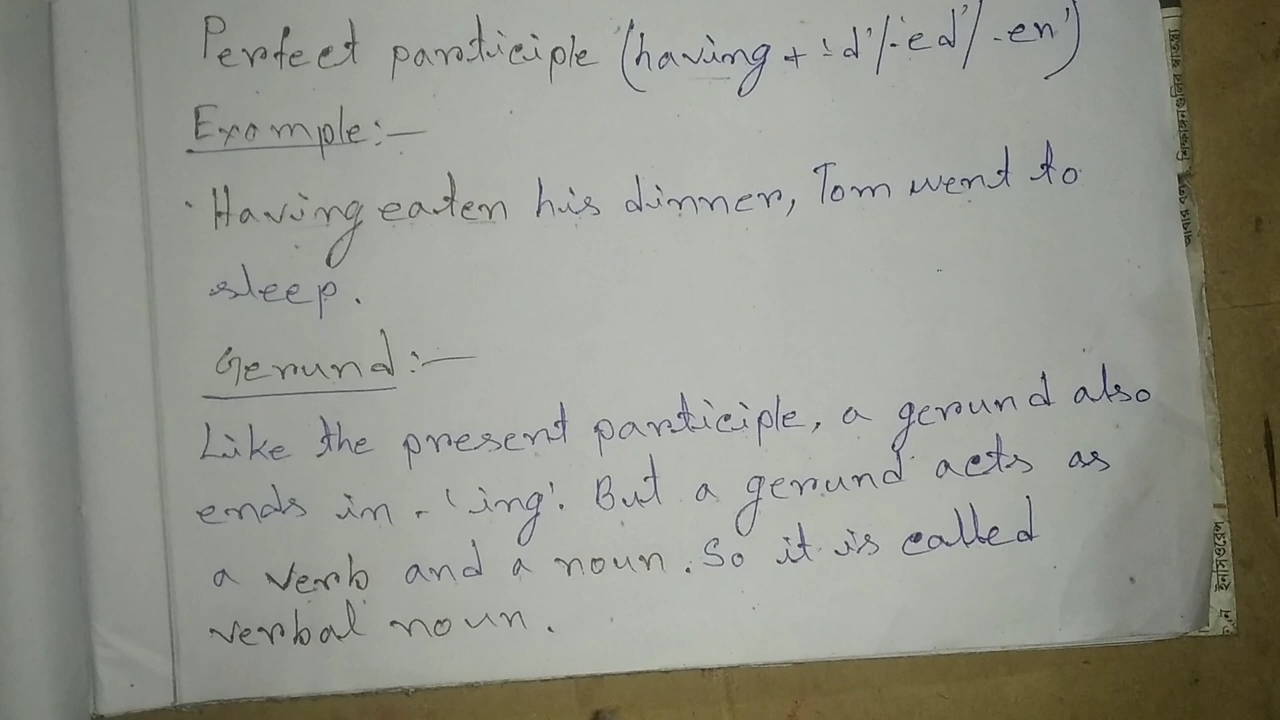 Perfect participle (having + '-d'/'-ed'/'-en')
Example:-
· Having eaten his dinner, Tom went to
sleep.
Gerund:-
Like the present participle, a gerund also
ends in - 'ing'. But a gerund acts as
a verb and a noun. So it is called
verbal noun.